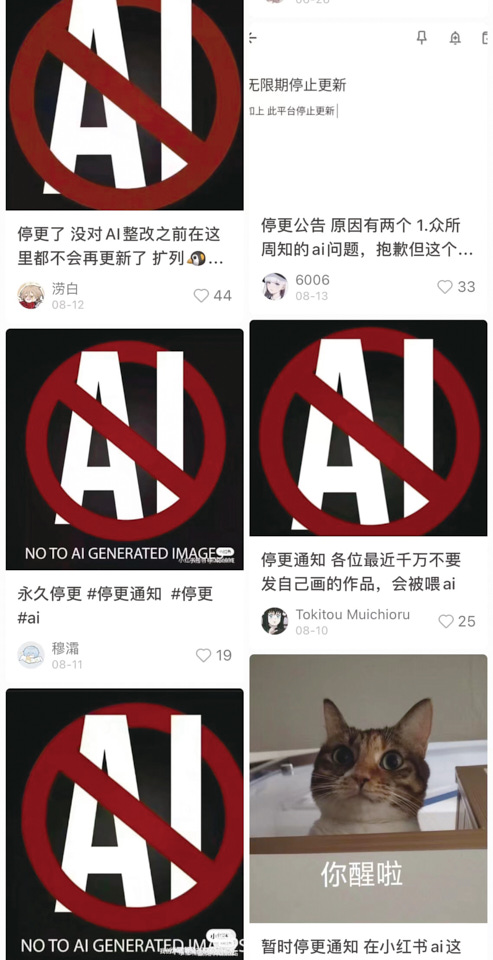 AI
停更了 没对AI整改之前在这
里都不会再更新了 扩列🐧...
涝白
08-12
44
AI
NO TO AI GENERATED IMAGES
永久停更 #停更通知 #停更
#ai
穆灀
08-11
19
AI
NO TO AI GENERATED IMAGES
无限期停止更新
如上 此平台停止更新
停更公告 原因有两个 1.众所
周知的ai问题，抱歉但这个...
6006
08-13
33
AI
停更通知 各位最近千万不要
发自己画的作品，会被喂ai
Tokitou Muichioru
08-10
25
你醒啦
暂时停更通知 在小红书ai这